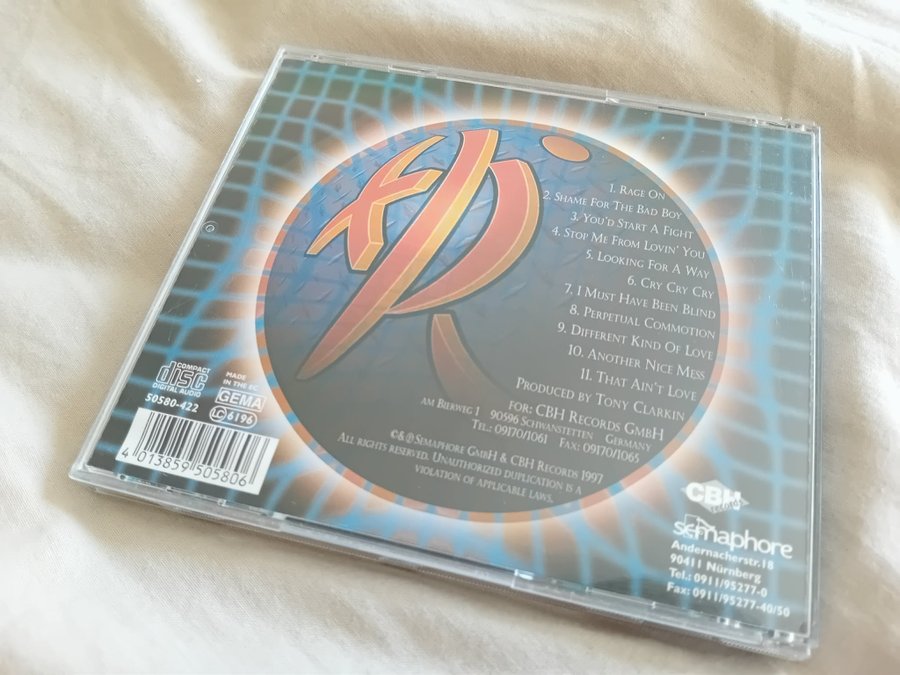 1. Rage On
2. Shame For The Bad Boy
3. You'd Start A Fight
4. Stop Me From Lovin' You
5. Looking For A Way
6. Cry Cry Cry
7. I Must Have Been Blind
8. Perpetual Commotion
9. Different Kind Of Love
10. Another Nice Mess
11. That Ain't Love
Produced by Tony Clarkin
for: CBH Records GmbH
am Bierweg 1 90596 Schwanstetten Germany
Tel.: 09170/1061 Fax: 09170/1065
©&℗ Semaphore GmbH & CBH Records 1997
All rights reserved. Unauthorized duplication is a
violation of applicable laws.
COMPACT
disc
DIGITAL AUDIO
50580-422
MADE
IN THE EC
GEMA
LC 6196
4 013859 505806
CBH
records
semaphore
Andernacherstr.18
90411 Nürnberg
Tel.: 0911/95277-0
Fax: 0911/95277-40/50